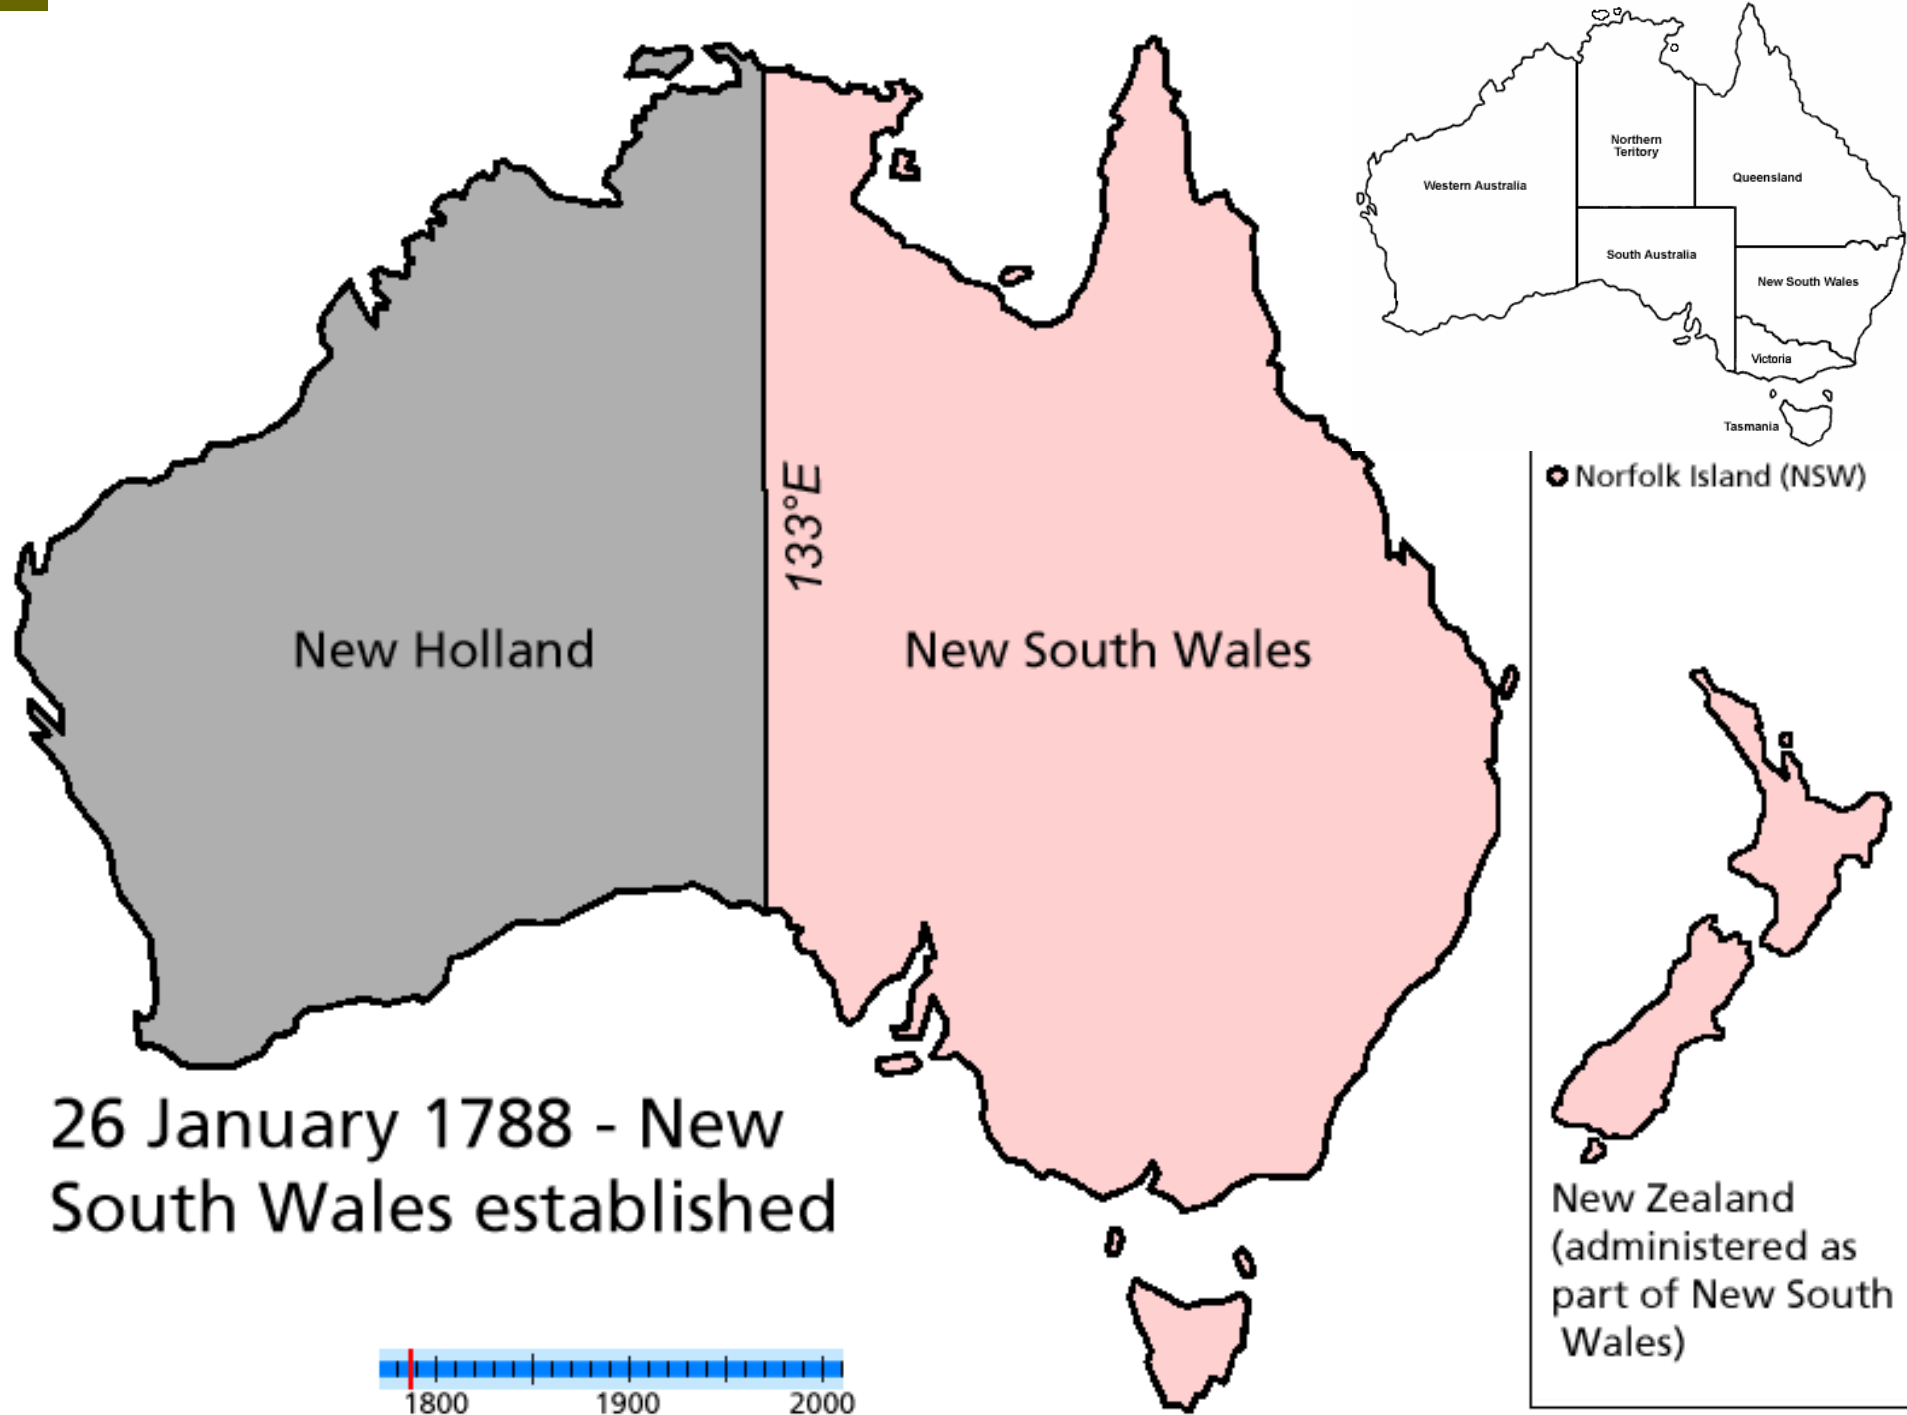 Northern
Teritory
Western Australia
Queensland
South Australia
New South Wales
Victoria
Tasmania
Norfolk Island (NSW)
133°E
New Holland
New South Wales
26 January 1788 - New
South Wales established
New Zealand
(administered as
part of New South
Wales)
1800 1900 2000